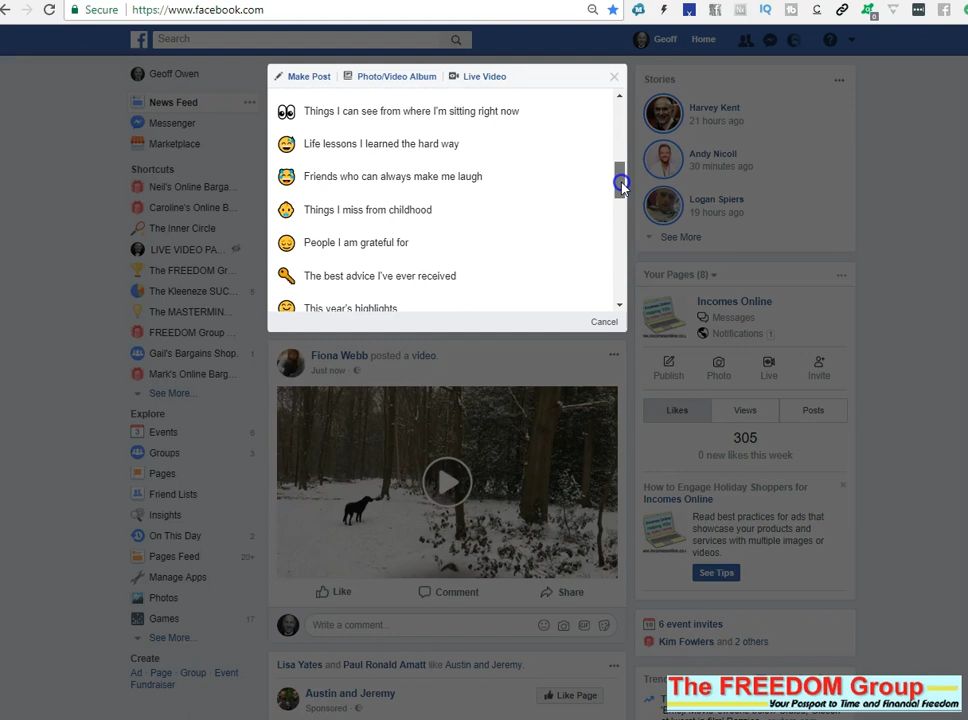 Secure https://www.facebook.com
Search
Geoff Home
Make Post Photo/Video Album Live Video
Things I can see from where I'm sitting right now
Life lessons I learned the hard way
Friends who can always make me laugh
Things I miss from childhood
People I am grateful for
The best advice I've ever received
This year's highlights
Cancel
Geoff Owen
News Feed
Messenger
Marketplace
Shortcuts
Neil's Online Barga...
Caroline's Online B...
The Inner Circle
LIVE VIDEO PA...
The FREEDOM Gr... 6
The Kleeneze SUC... 5
The MASTERMIN...
FREEDOM Group ...
Gail's Bargains Shop. 1
Mark's Online Barg...
See More...
Explore
Events 6
Groups 3
Pages
Friend Lists
Insights
On This Day 2
Pages Feed 20+
Manage Apps
Photos
Games 17
See More...
Create
Ad · Page · Group · Event
Fundraiser
Fiona Webb posted a video.
Just now
Like Comment Share
Write a comment...
Lisa Yates and Paul Ronald Amatt like Austin and Jeremy.
Austin and Jeremy
Sponsored
Like Page
Stories
Harvey Kent
21 hours ago
Andy Nicoll
30 minutes ago
Logan Spiers
19 hours ago
See More
Your Pages (8)
Incomes Online
Messages
Notifications 1
Publish Photo Live Invite
Likes Views Posts
305
0 new likes this week
How to Engage Holiday Shoppers for
Incomes Online
Read best practices for ads that
showcase your products and
services with multiple images or
videos.
See Tips
6 event invites
Kim Fowlers and 2 others
The FREEDOM Group
Your Passport to Time and Financial Freedom